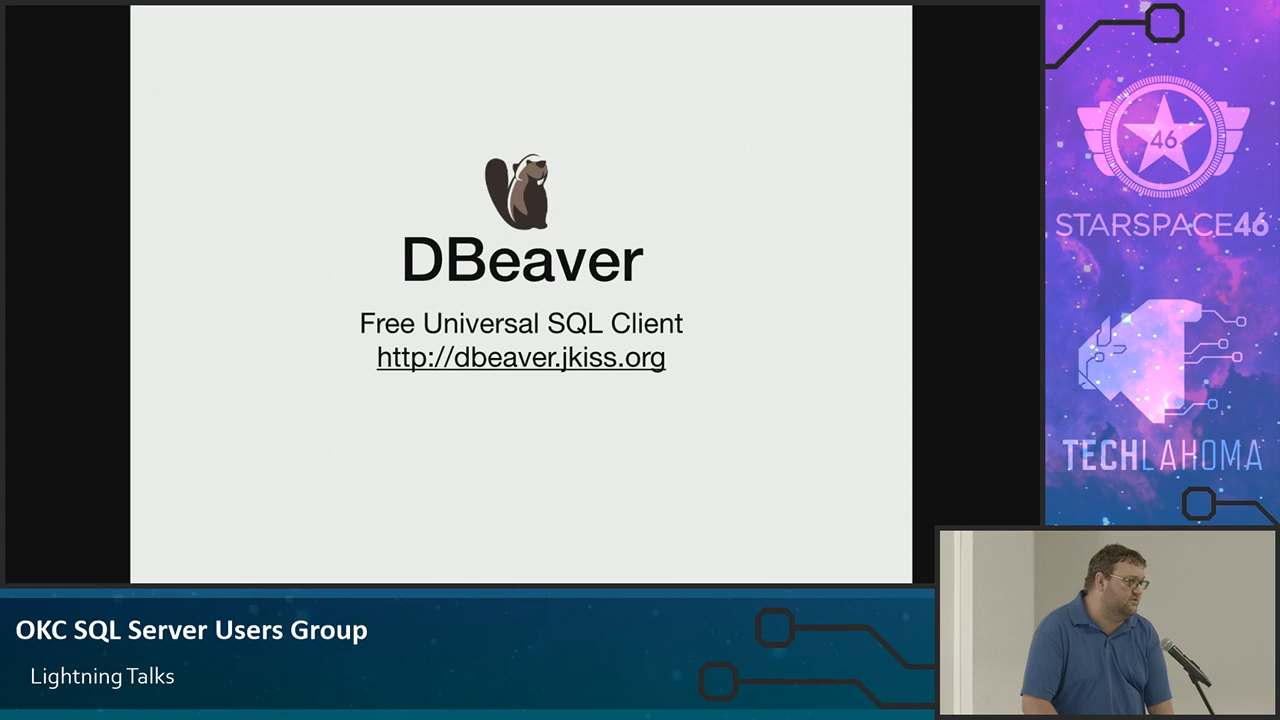 DBeaver
Free Universal SQL Client
http://dbeaver.jkiss.org
46
STARSPACE46
TECHLAHOMA
OKC SQL Server Users Group
Lightning Talks